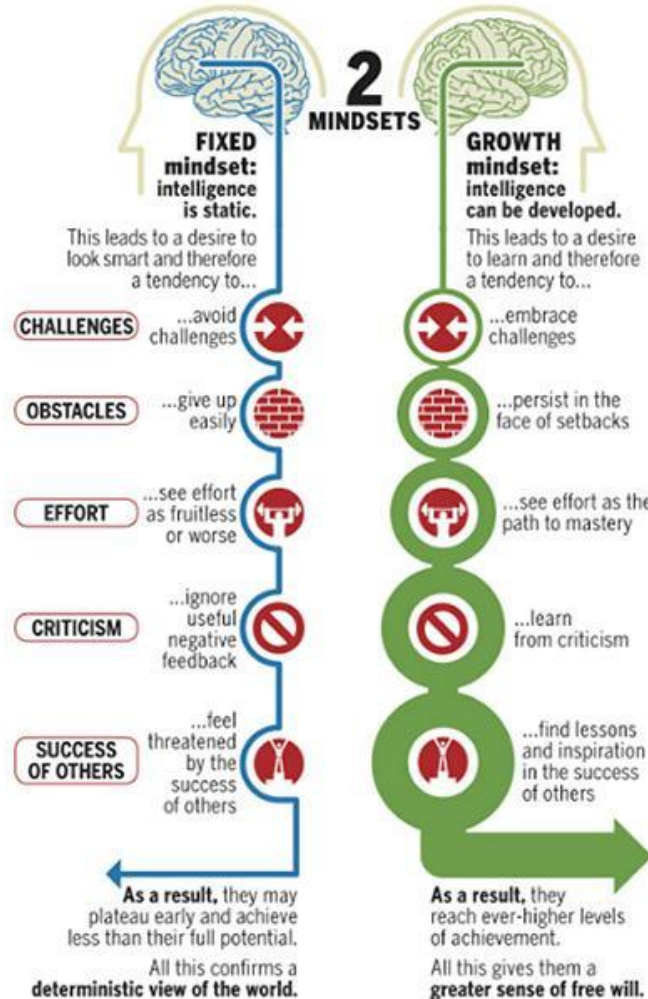 2
MINDSETS
FIXED
mindset:
intelligence
is static.
This leads to a desire to
look smart and therefore
a tendency to...
GROWTH
mindset:
intelligence
can be developed.
This leads to a desire
to learn and therefore
a tendency to...
CHALLENGES
...avoid
challenges
...embrace
challenges
OBSTACLES
...give up
easily
...persist in the
face of setbacks
EFFORT
...see effort
as fruitless
or worse
...see effort as the
path to mastery
CRITICISM
...ignore
useful
negative
feedback
...learn
from criticism
SUCCESS
OF OTHERS
...feel
threatened
by the
success
of others
...find lessons
and inspiration
in the success
of others
As a result, they may
plateau early and achieve
less than their full potential.
All this confirms a
deterministic view of the world.
As a result, they
reach ever-higher levels
of achievement.
All this gives them a
greater sense of free will.